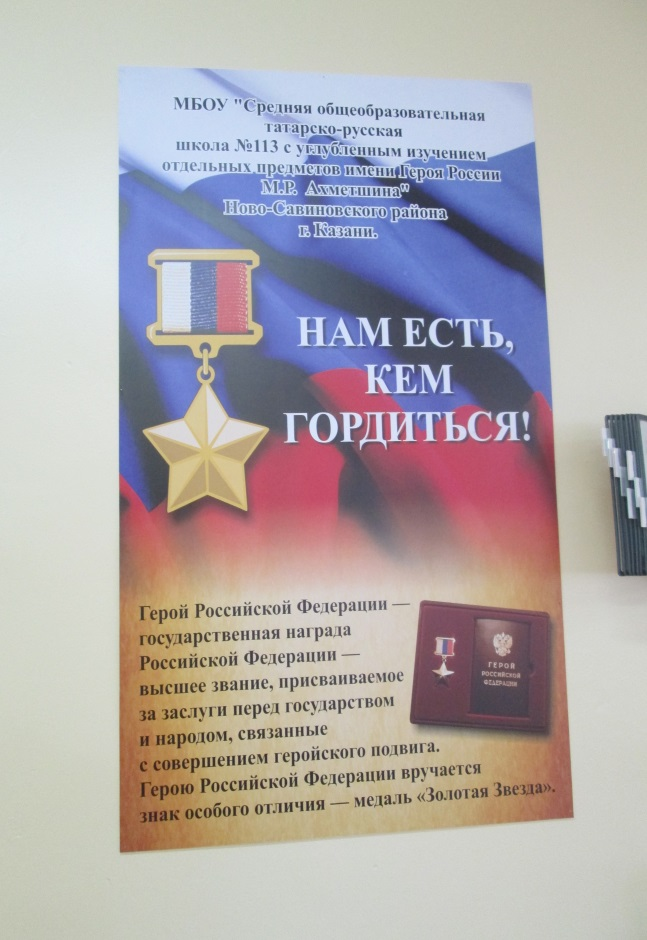 МБОУ "Средняя общеобразовательная
татарско-русская
школа №113 с углубленным изучением
отдельных предметов имени Героя России
М.Р. Ахметшина"
Ново-Савиновского района
г. Казани.
НАМ ЕСТЬ,
КЕМ
ГОРДИТЬСЯ!
Герой Российской Федерации —
государственная награда
Российской Федерации —
высшее звание, присваиваемое
за заслуги перед государством
и народом, связанные
с совершением геройского подвига.
Герою Российской Федерации вручается
знак особого отличия — медаль «Золотая Звезда».
ГЕРОЙ
РОССИЙСКОЙ
ФЕДЕРАЦИИ